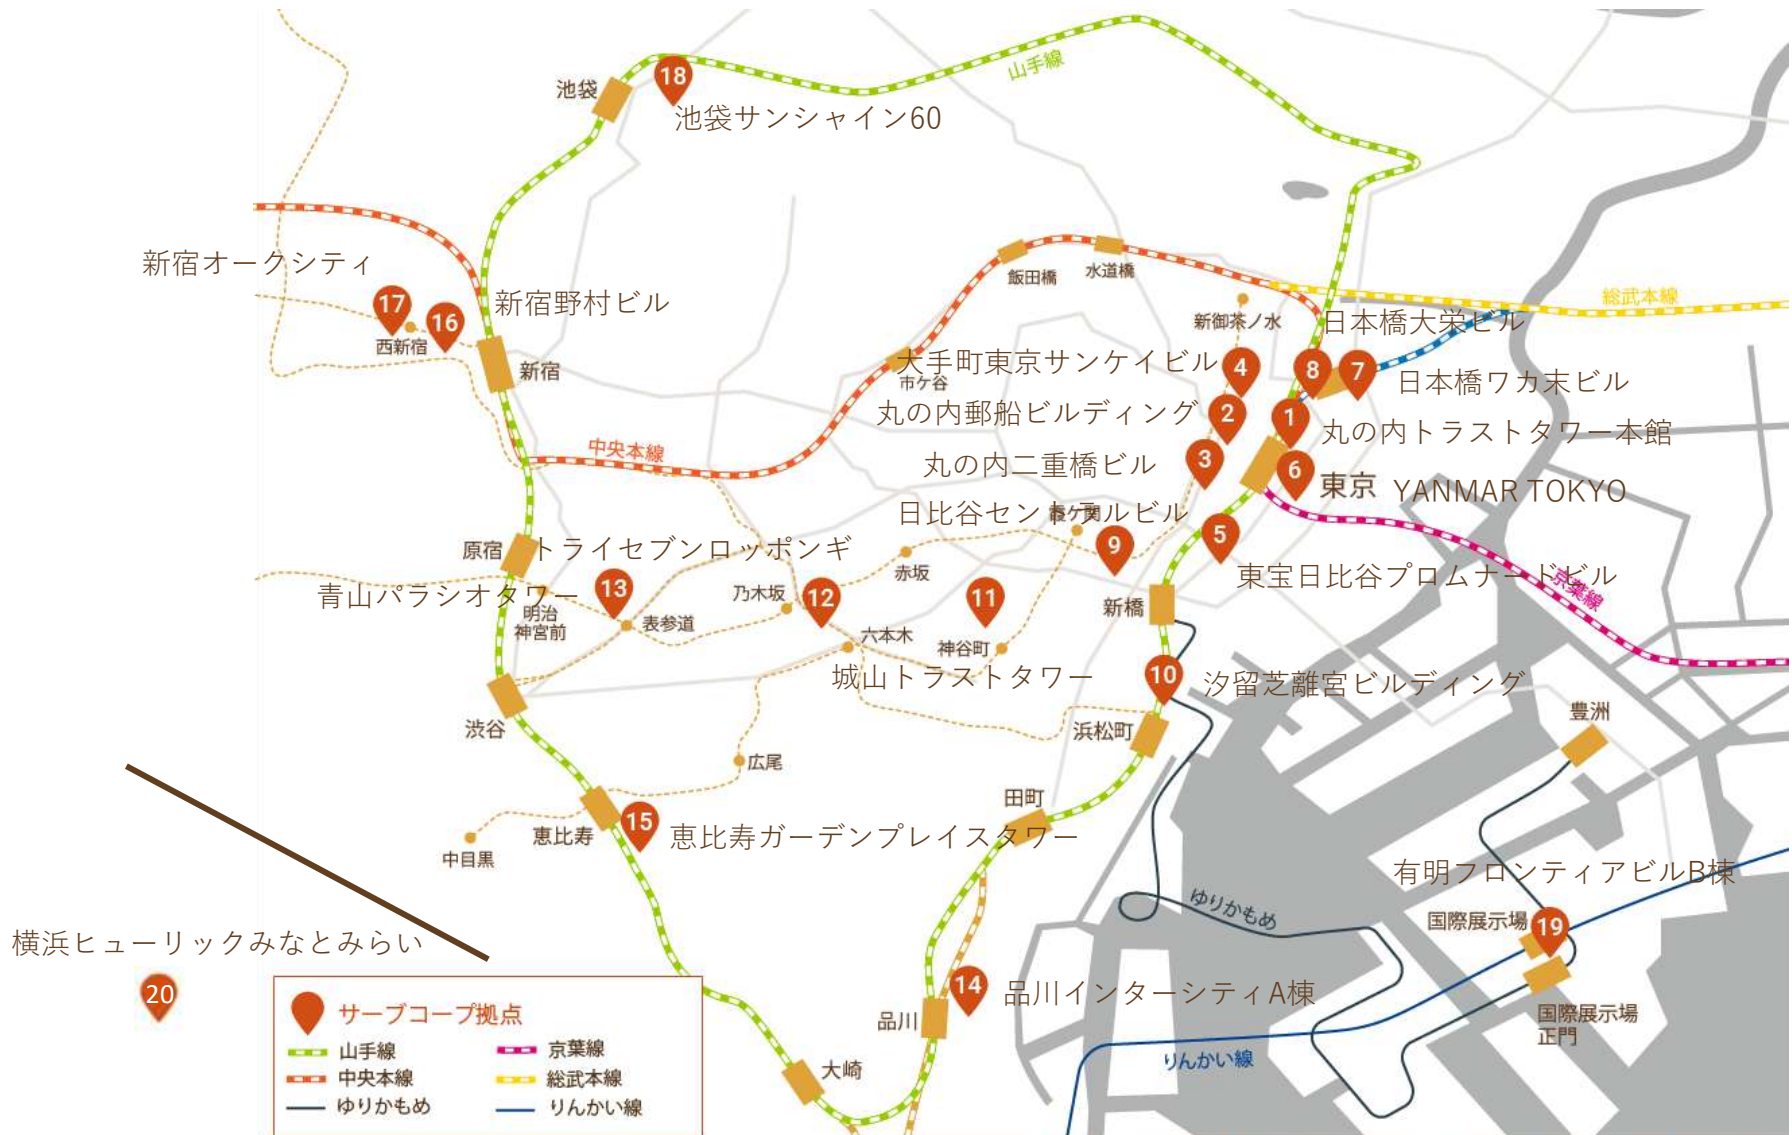 池袋
18
池袋サンシャイン60
山手線
新宿オークシティ
17
16
新宿野村ビル
西新宿
新宿
飯田橋
水道橋
総武本線
新御茶ノ水
日本橋大栄ビル
大手町東京サンケイビル
市ケ谷
4
8
7
日本橋ワカ末ビル
丸の内郵船ビルディング
2
1
丸の内トラストタワー本館
中央本線
丸の内二重橋ビル
3
6
東京
YANMAR TOKYO
日比谷セントラルビル
霞ケ関
9
5
原宿
トライセブンロッポンギ
赤坂
東宝日比谷プロムナードビル
京葉線
青山パラシオタワー
13
明治
神宮前
表参道
乃木坂
12
11
新橋
六本木
神谷町
城山トラストタワー
10
汐留芝離宮ビルディング
渋谷
浜松町
豊洲
広尾
田町
恵比寿
15
恵比寿ガーデンプレイスタワー
中目黒
有明フロンティアビルB棟
ゆりかもめ
国際展示場
19
横浜ヒューリックみなとみらい
20
14
品川インターシティA棟
品川
国際展示場
正門
りんかい線
大崎
サーブコープ拠点
山手線
京葉線
中央本線
総武本線
ゆりかもめ
りんかい線